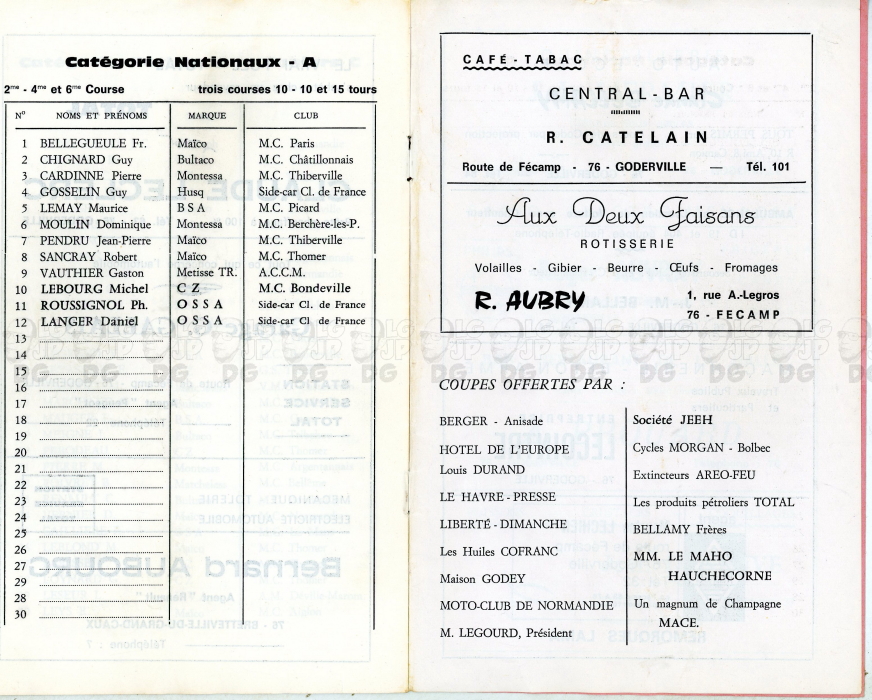 Catégorie Nationaux - A
2me - 4me et 6me Course trois courses 10 - 10 et 15 tours
N° NOMS ET PRÉNOMS MARQUE CLUB
1 BELLEGUEULE Fr. Maïco M.C. Paris
2 CHIGNARD Guy Bultaco M.C. Châtillonnais
3 CARDINNE Pierre Montessa M.C. Thiberville
4 GOSSELIN Guy Husq Side-car Cl. de France
5 LEMAY Maurice B S A M.C. Picard
6 MOULIN Dominique Montessa M.C. Berchère-les-P.
7 PENDRU Jean-Pierre Maïco M.C. Thiberville
8 SANCRAY Robert Maïco M.C. Thomer
9 VAUTHIER Gaston Metisse TR. A.C.C.M.
10 LEBOURG Michel C Z M.C. Bondeville
11 ROUSSIGNOL Ph. O S S A Side-car Cl. de France
12 LANGER Daniel O S S A Side-car Cl de France
13
14
15
16
17
18
19
20
21
22
23
24
25
26
27
29
28
30
CAFÉ - TABAC
CENTRAL - BAR
R. CATELAIN
Route de Fécamp - 76 - GODERVILLE — Tél. 101
Aux Deux Faisans
ROTISSERIE
Volailles - Gibier - Beurre - Œufs - Fromages
R. AUBRY
1, rue A.-Legros
76 - FECAMP
COUPES OFFERTES PAR :
BERGER - Anisade
HOTEL DE L'EUROPE
Louis DURAND
LE HAVRE - PRESSE
LIBERTÉ - DIMANCHE
Les Huiles COFRANC
Maison GODEY
MOTO-CLUB DE NORMANDIE
M. LEGOURD, Président
Société JEEH
Cycles MORGAN - Bolbec
Extincteurs AREO-FEU
Les produits pétroliers TOTAL
BELLAMY Frères
MM. LE MAHO
HAUCHECORNE
Un magnum de Champagne
MACE.